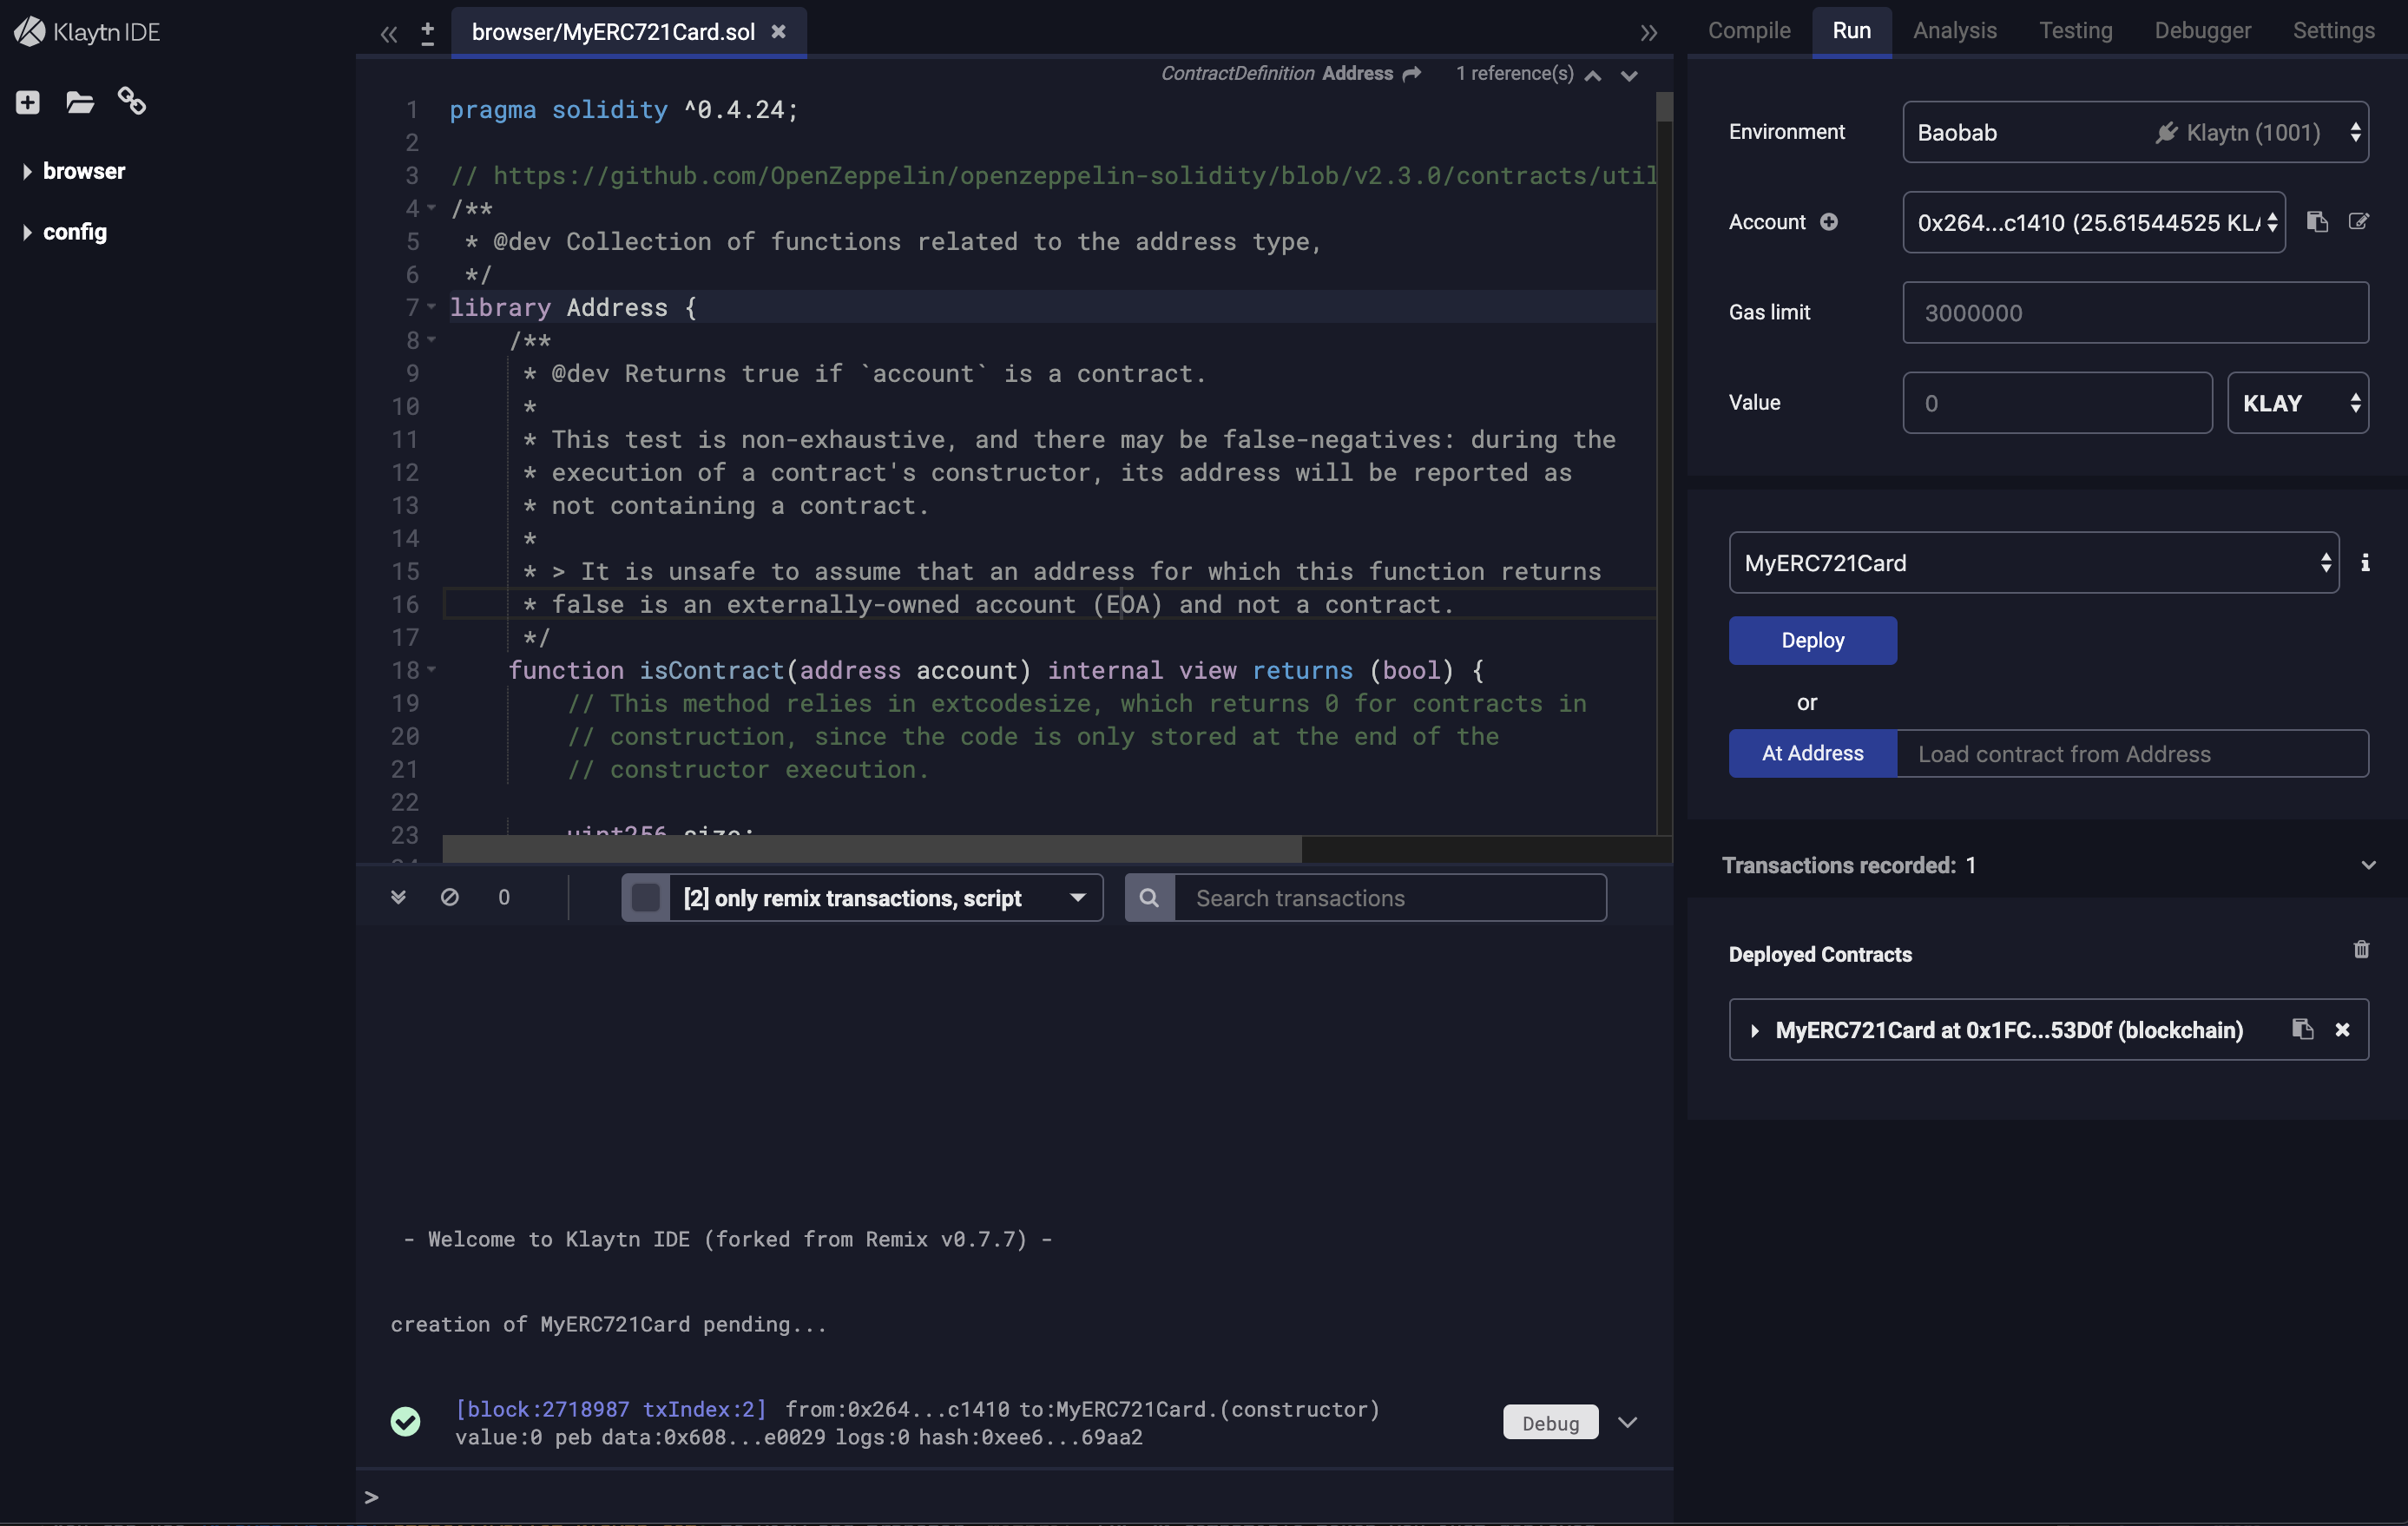 Klaytn IDE
browser
config
browser/MyERC721Card.sol
ContractDefinition Address 1 reference(s)
1 pragma solidity ^0.4.24;
2
3 // https://github.com/OpenZeppelin/openzeppelin-solidity/blob/v2.3.0/contracts/util
4 /**
5 * @dev Collection of functions related to the address type,
6 */
7 library Address {
8 /**
9 * @dev Returns true if `account` is a contract.
10 *
11 * This test is non-exhaustive, and there may be false-negatives: during the
12 * execution of a contract's constructor, its address will be reported as
13 * not containing a contract.
14 *
15 * > It is unsafe to assume that an address for which this function returns
16 * false is an externally-owned account (EOA) and not a contract.
17 */
18 function isContract(address account) internal view returns (bool) {
19 // This method relies in extcodesize, which returns 0 for contracts in
20 // construction, since the code is only stored at the end of the
21 // constructor execution.
22
23 uint256 size;
0 [2] only remix transactions, script Search transactions
- Welcome to Klaytn IDE (forked from Remix v0.7.7) -
creation of MyERC721Card pending...
[block:2718987 txIndex:2] from:0x264...c1410 to:MyERC721Card.(constructor)
value:0 peb data:0x608...e0029 logs:0 hash:0xee6...69aa2
Debug
>
Compile Run Analysis Testing Debugger Settings
Environment Baobab Klaytn (1001)
Account 0x264...c1410 (25.61544525 KL
Gas limit 3000000
Value 0 KLAY
MyERC721Card
Deploy
or
At Address Load contract from Address
Transactions recorded: 1
Deployed Contracts
MyERC721Card at 0x1FC...53D0f (blockchain)